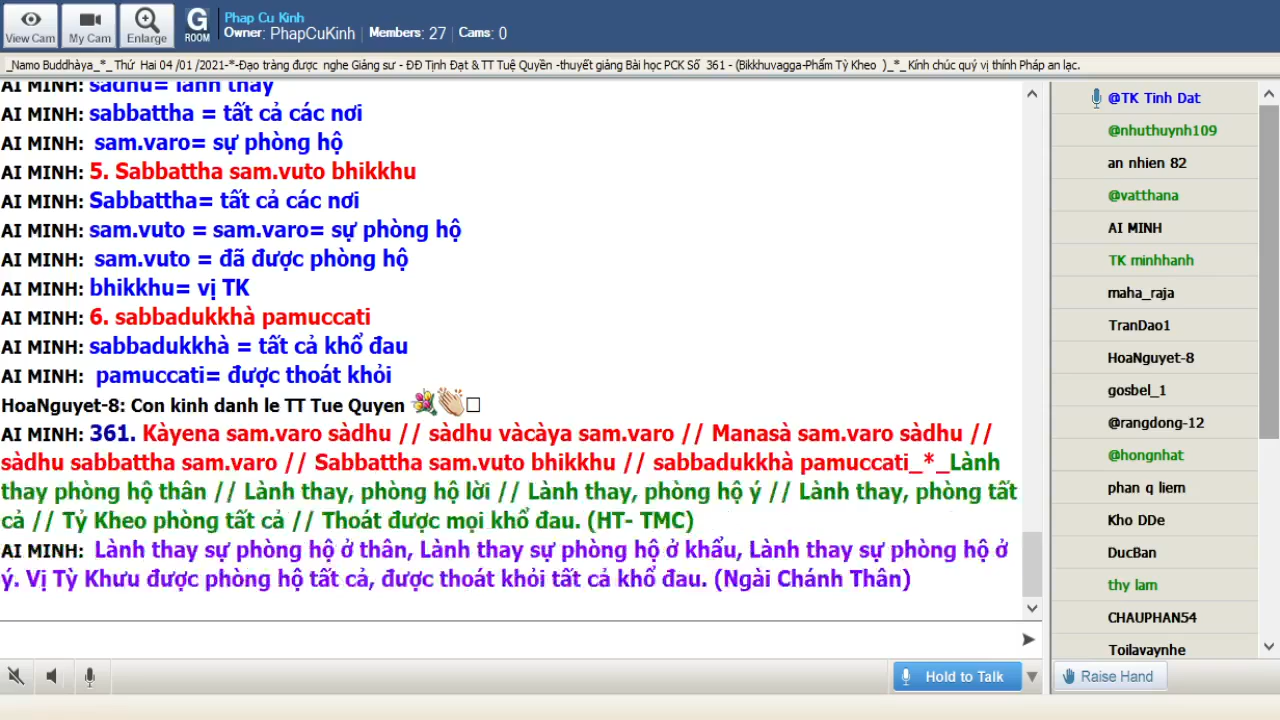 Phap Cu Kinh
Owner: PhapCuKinh Members: 27 Cams: 0
View Cam My Cam Enlarge G ROOM
_Namo Buddhàya_*_ Thứ Hai 04 /01 /2021-*-Đạo tràng được nghe Giảng sư - ĐĐ Tịnh Đạt & TT Tuệ Quyền -thuyết giảng Bài học PCK Số 361 - (Bikkhuvagga-Phẩm Tỳ Kheo )_*_ Kính chúc quý vị thính Pháp an lạc.
AI MINH: sàdhu= lành thay
AI MINH: sabbattha = tất cả các nơi
AI MINH: sam.varo= sự phòng hộ
AI MINH: 5. Sabbattha sam.vuto bhikkhu
AI MINH: Sabbattha= tất cả các nơi
AI MINH: sam.vuto = sam.varo= sự phòng hộ
AI MINH: sam.vuto = đã được phòng hộ
AI MINH: bhikkhu= vị TK
AI MINH: 6. sabbadukkhà pamuccati
AI MINH: sabbadukkhà = tất cả khổ đau
AI MINH: pamuccati= được thoát khỏi
HoaNguyet-8: Con kinh danh le TT Tue Quyen
AI MINH: 361. Kàyena sam.varo sàdhu // sàdhu vàcàya sam.varo // Manasà sam.varo sàdhu //
sàdhu sabbattha sam.varo // Sabbattha sam.vuto bhikkhu // sabbadukkhà pamuccati_*_Lành
thay phòng hộ thân // Lành thay, phòng hộ lời // Lành thay, phòng hộ ý // Lành thay, phòng tất
cả // Tỷ Kheo phòng tất cả // Thoát được mọi khổ đau. (HT- TMC)
AI MINH: Lành thay sự phòng hộ ở thân, Lành thay sự phòng hộ ở khẩu, Lành thay sự phòng hộ ở
ý. Vị Tỳ Khưu được phòng hộ tất cả, được thoát khỏi tất cả khổ đau. (Ngài Chánh Thân)
@TK Tinh Dat
@nhuthuynh109
an nhien 82
@vatthana
AI MINH
TK minhhanh
maha_raja
TranDao1
HoaNguyet-8
gosbel_1
@rangdong-12
@hongnhat
phan q liem
Kho DDe
DucBan
thy lam
CHAUPHAN54
Toilavaynhe
Hold to Talk
Raise Hand